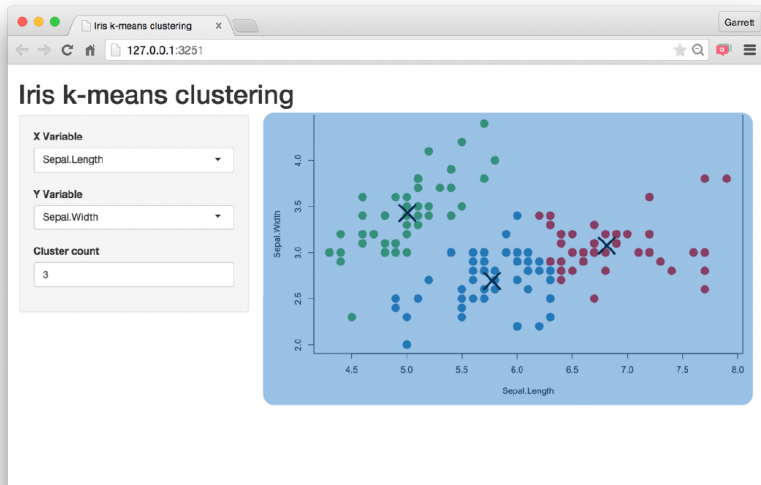 Iris k-means clustering x
Garrett
127.0.0.1:3251
Iris k-means clustering
X Variable
Sepal.Length
Y Variable
Sepal.Width
Cluster count
3
Sepal.Width
4.0
3.5
3.0
2.5
2.0
4.5 5.0 5.5 6.0 6.5 7.0 7.5 8.0
Sepal.Length